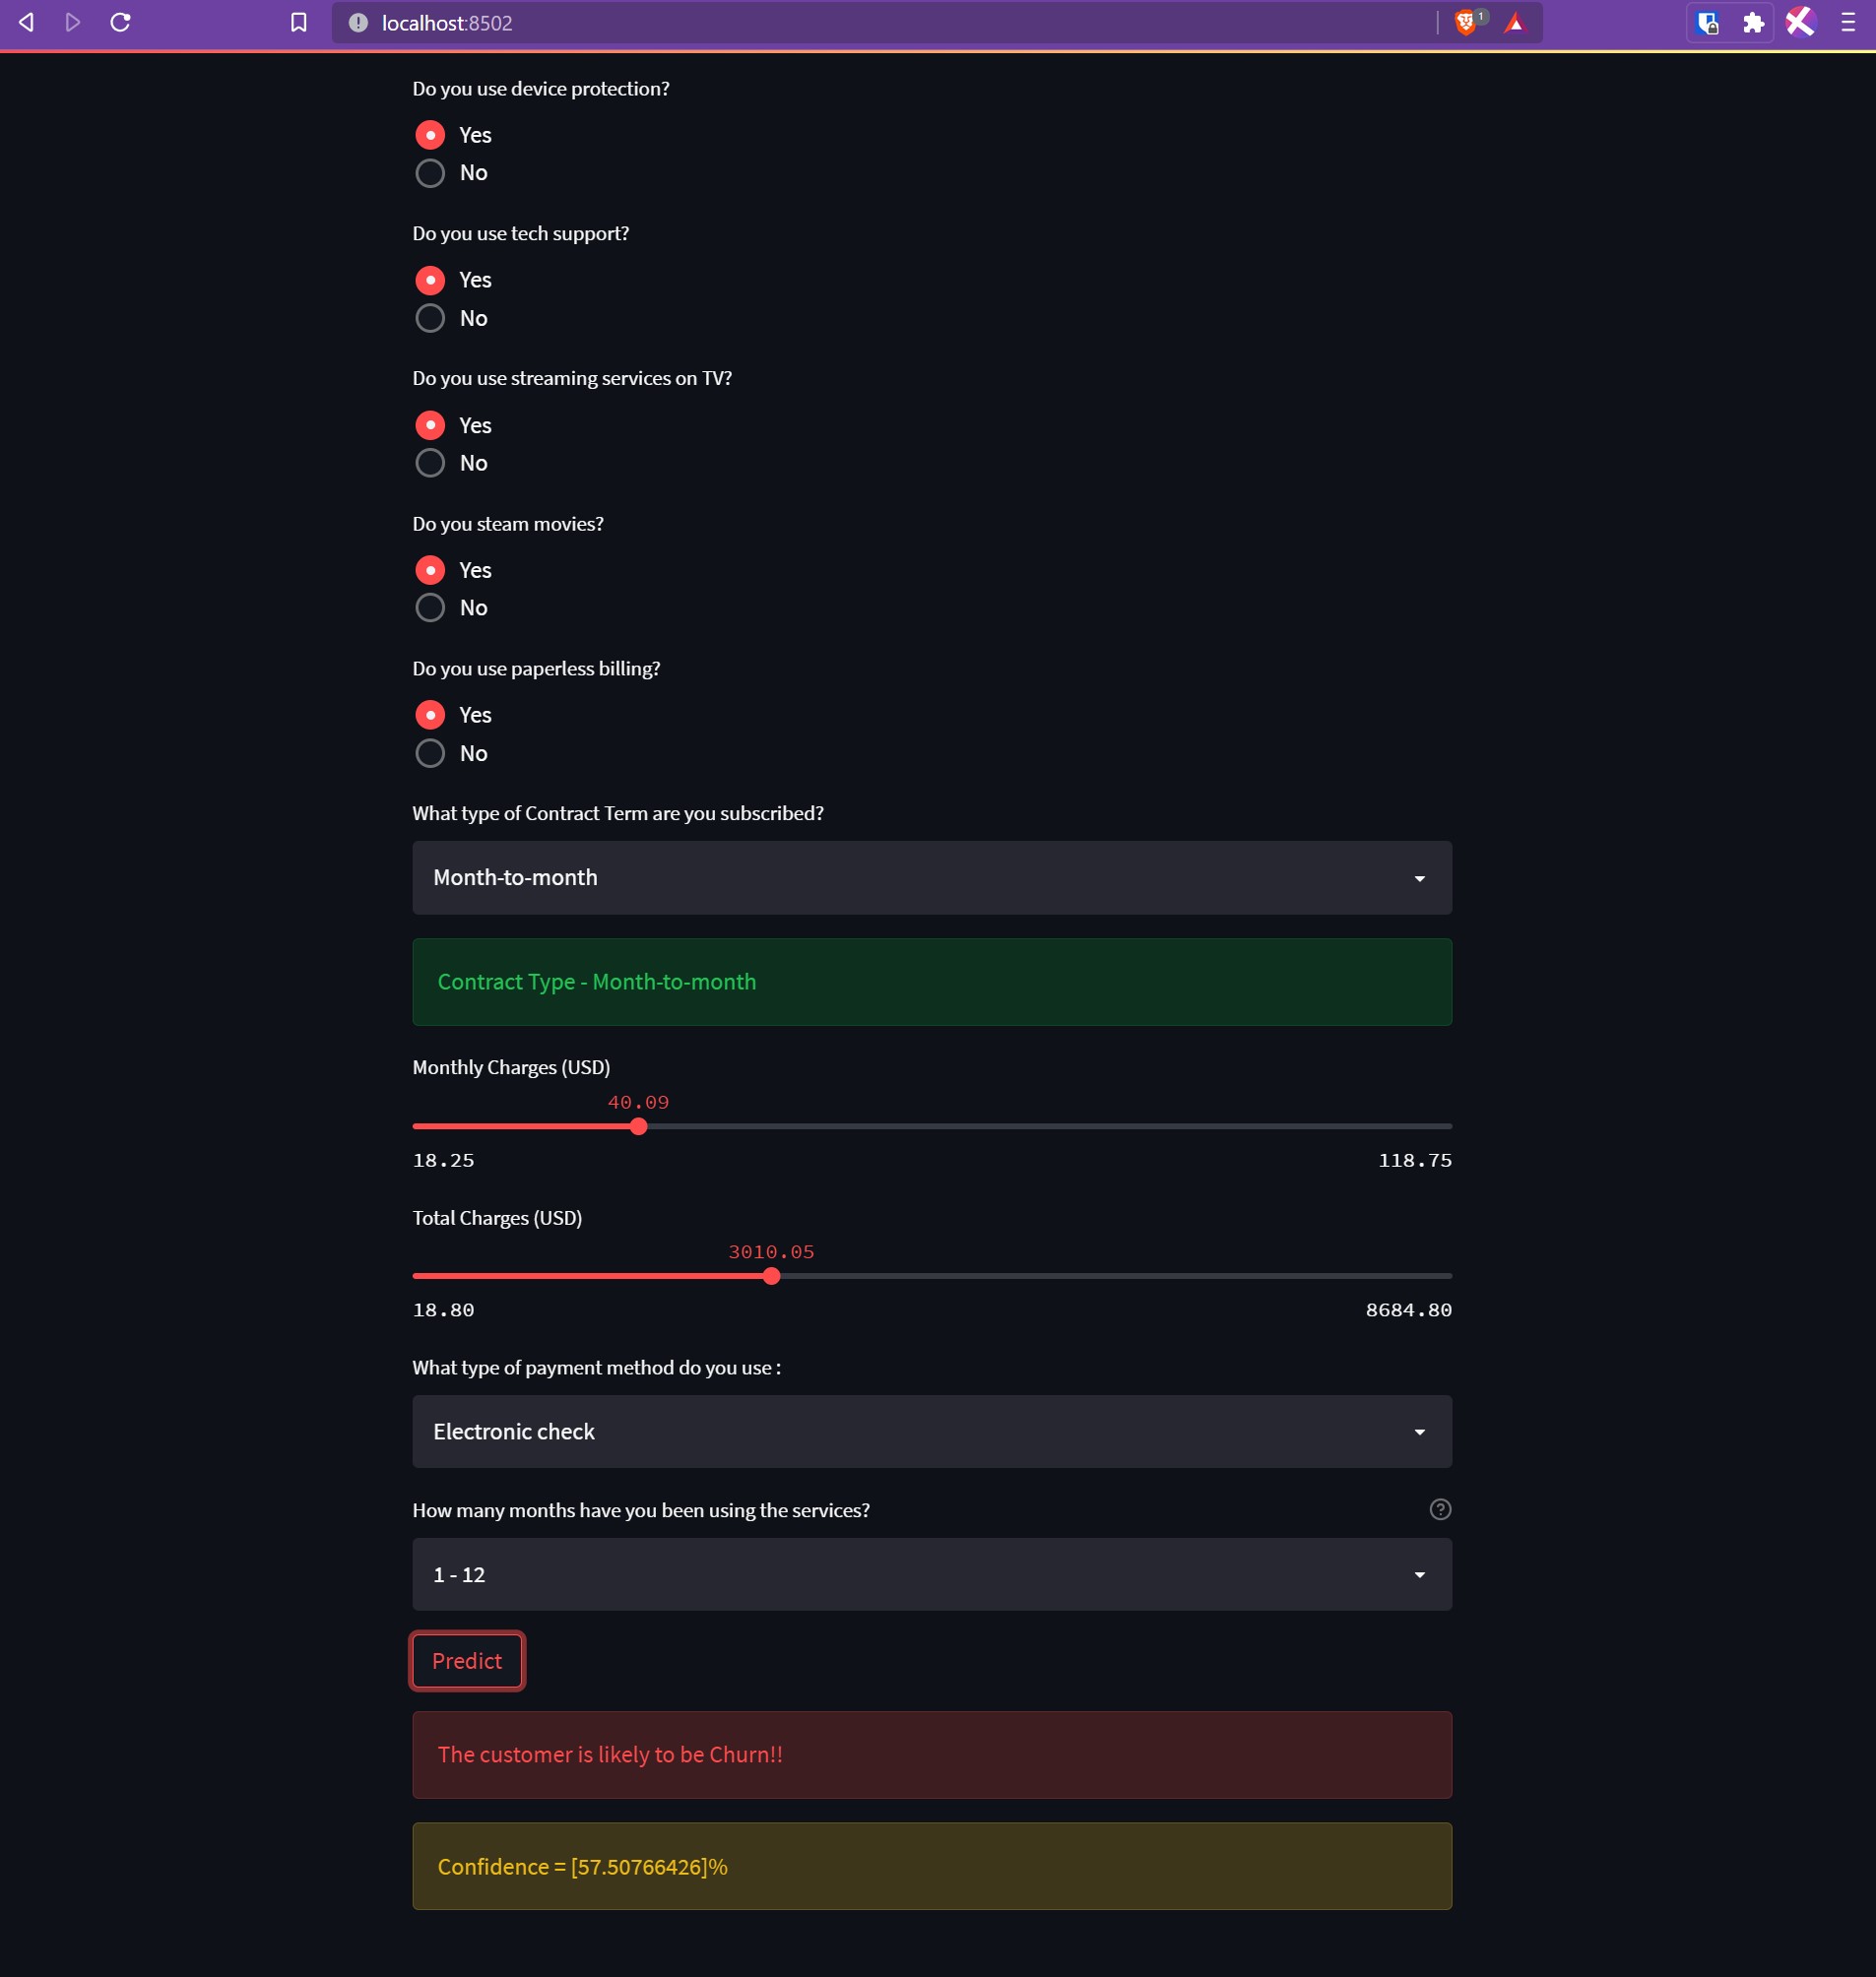 localhost:8502
1
Do you use device protection?
Yes
No
Do you use tech support?
Yes
No
Do you use streaming services on TV?
Yes
No
Do you steam movies?
Yes
No
Do you use paperless billing?
Yes
No
What type of Contract Term are you subscribed?
Month-to-month
Contract Type - Month-to-month
Monthly Charges (USD)
40.09
18.25 118.75
Total Charges (USD)
3010.05
18.80 8684.80
What type of payment method do you use :
Electronic check
How many months have you been using the services?
1 - 12
Predict
The customer is likely to be Churn!!
Confidence = [57.50766426]%